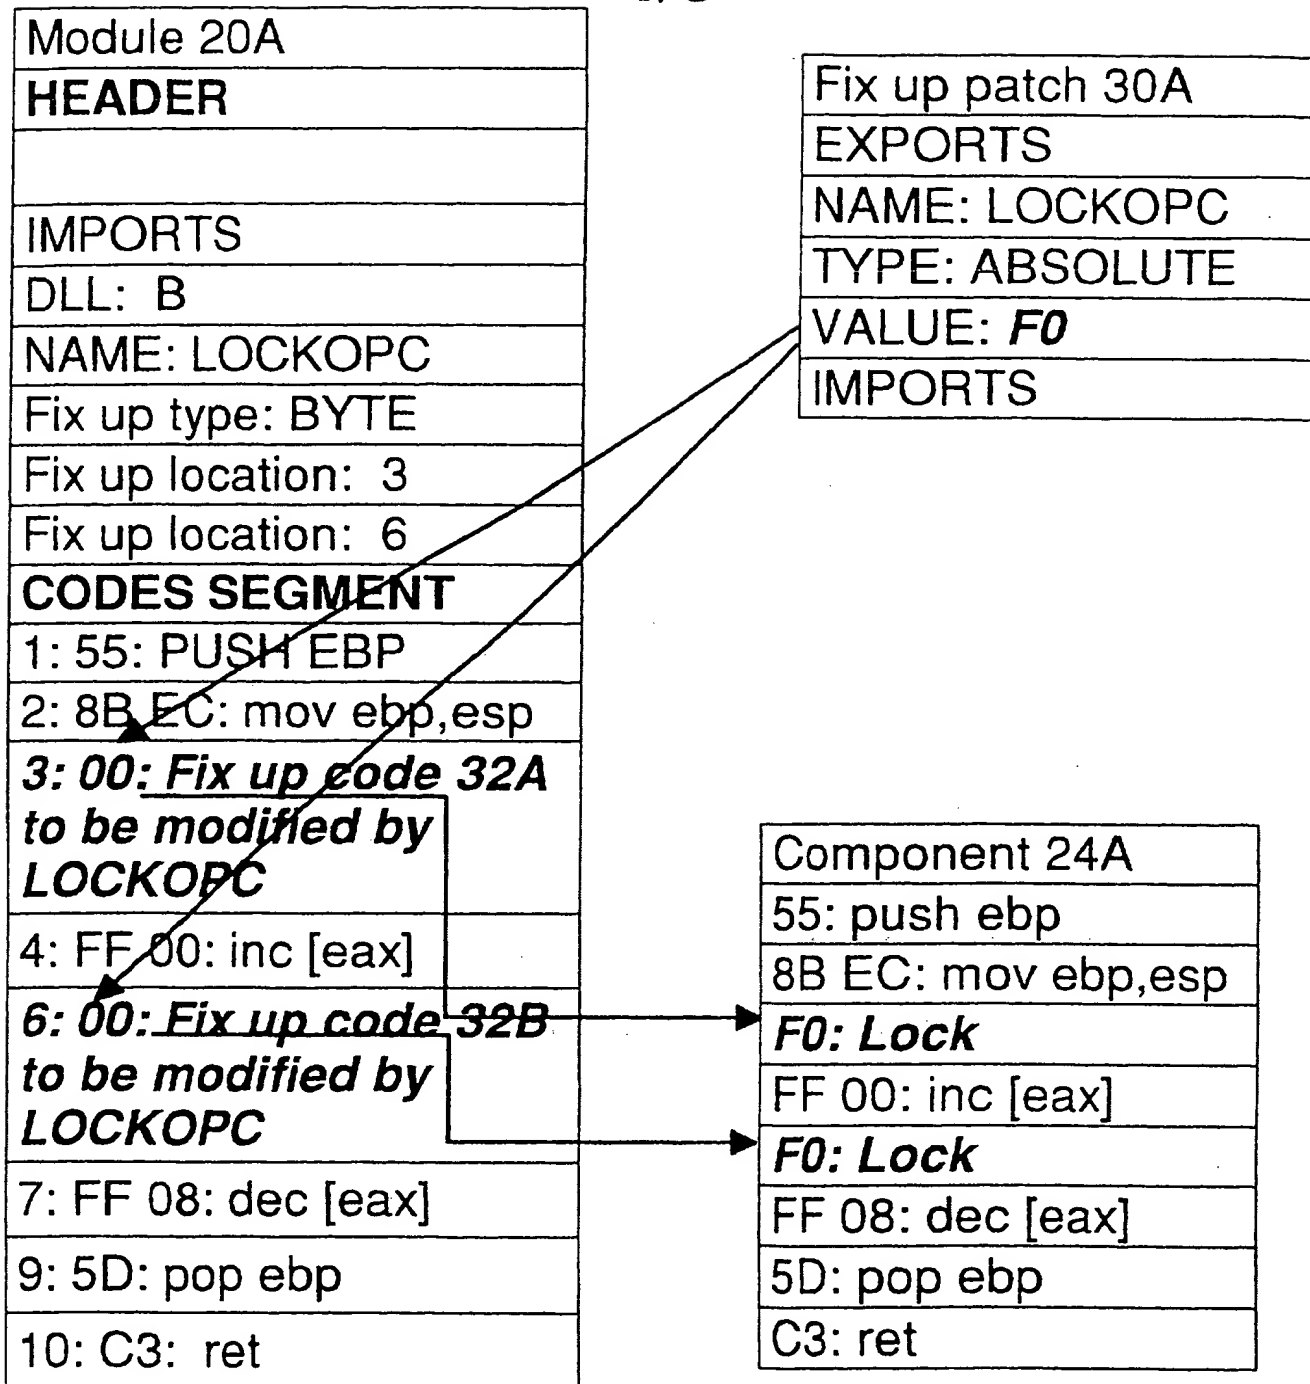 Module 20A
HEADER
IMPORTS
DLL: B
NAME: LOCKOPC
Fix up type: BYTE
Fix up location: 3
Fix up location: 6
CODES SEGMENT
1: 55: PUSH EBP
2: 8B EC: mov ebp,esp
3: 00: Fix up code 32A
to be modified by
LOCKOPC
4: FF 00: inc [eax]
6: 00: Fix up code 32B
to be modified by
LOCKOPC
7: FF 08: dec [eax]
9: 5D: pop ebp
10: C3: ret
Fix up patch 30A
EXPORTS
NAME: LOCKOPC
TYPE: ABSOLUTE
VALUE: F0
IMPORTS
Component 24A
55: push ebp
8B EC: mov ebp,esp
F0: Lock
FF 00: inc [eax]
F0: Lock
FF 08: dec [eax]
5D: pop ebp
C3: ret